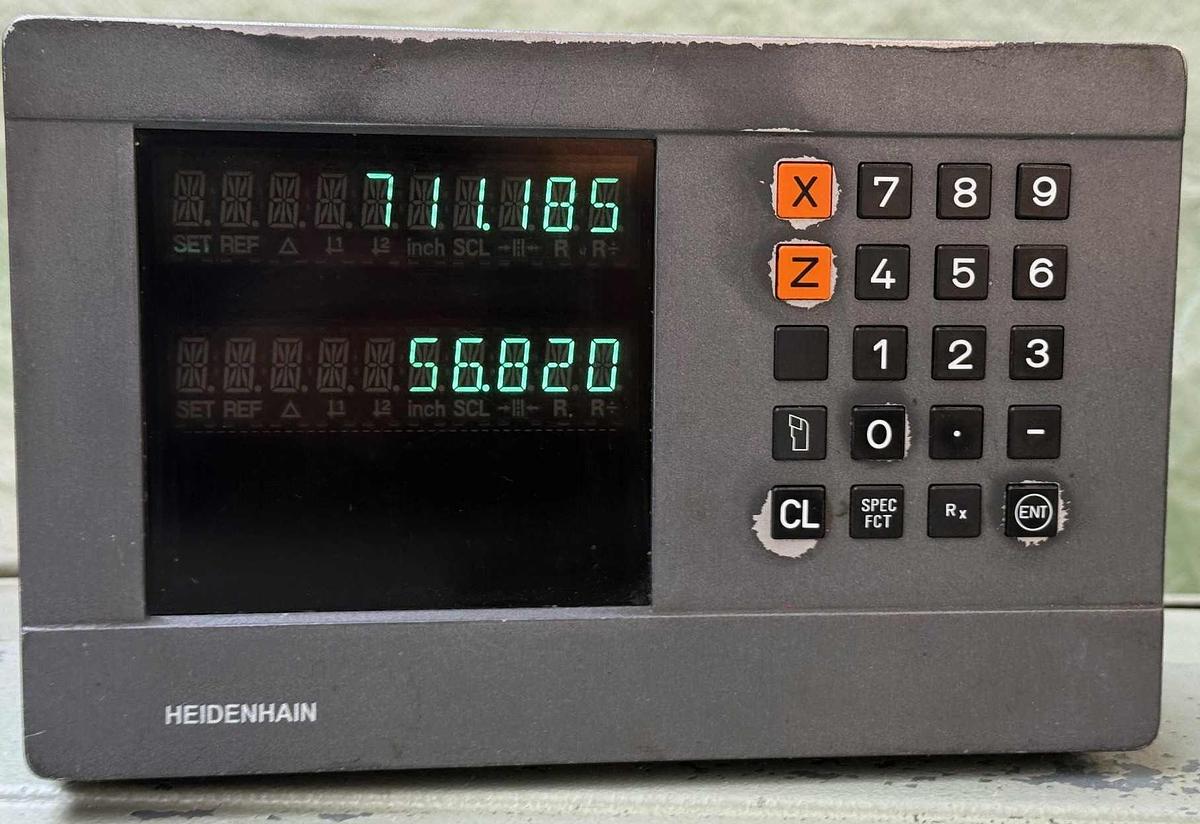 711.185
SET REF △ ↓1 ↓2 inch SCL →|||← R R÷
56.820
SET REF △ ↓1 ↓2 inch SCL →|||← R. R÷
X 7 8 9
Z 4 5 6
1 2 3
0 . -
CL SPEC FCT Rx ENT
HEIDENHAIN